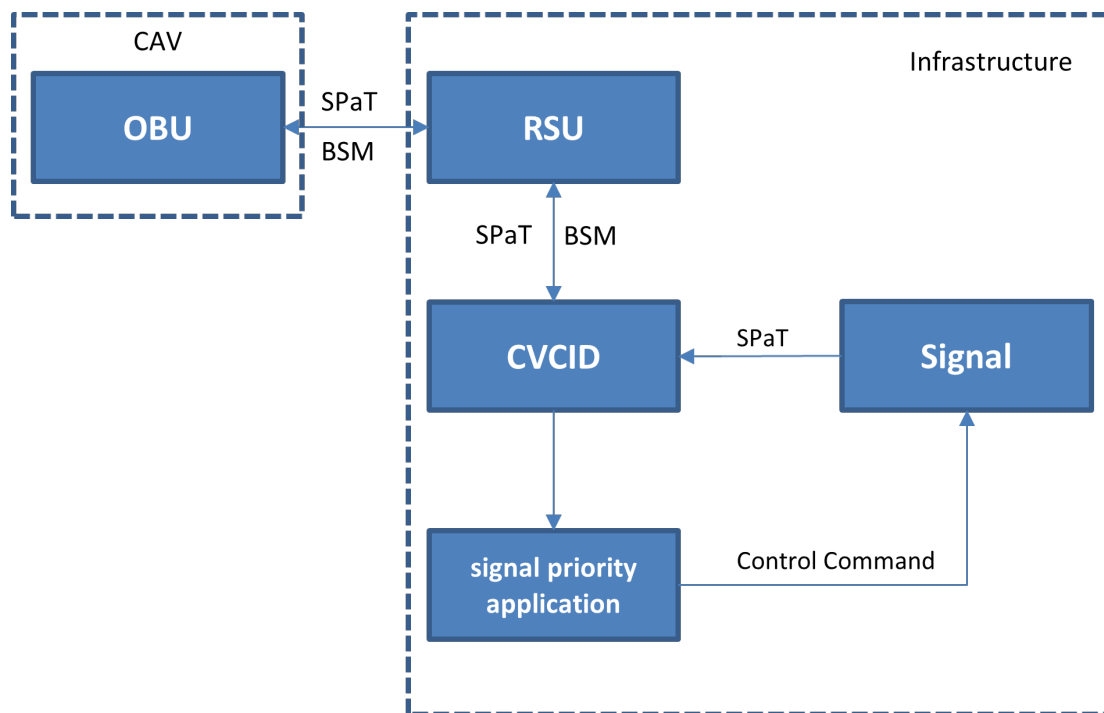 CAV
Infrastructure
OBU
SPaT
BSM
RSU
SPaT
BSM
CVCID
SPaT
Signal
signal priority
application
Control Command